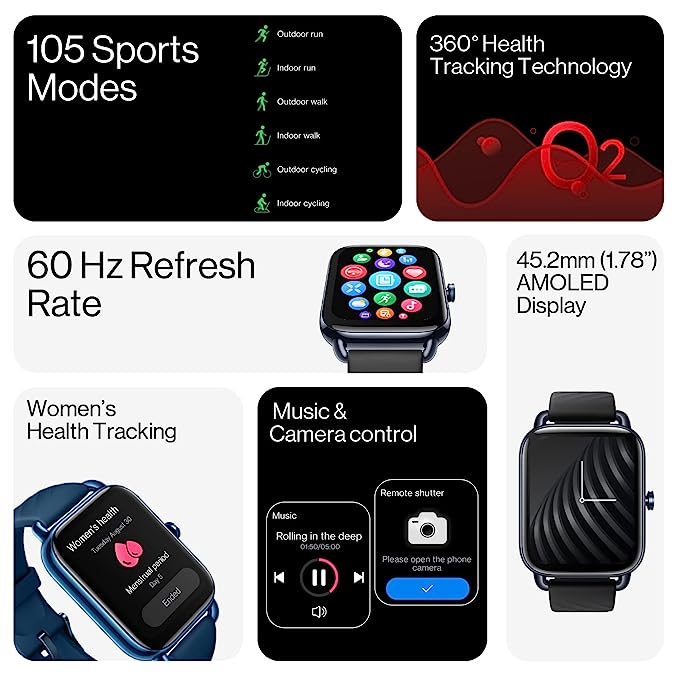 105 Sports
Modes
Outdoor run
Indoor run
Outdoor walk
Indoor walk
Outdoor cycling
Indoor cycling
360° Health
Tracking Technology
O2
60 Hz Refresh
Rate
45.2mm (1.78”)
AMOLED
Display
Women’s
Health Tracking
Women's health
Tuesday August 30
Menstrual period
Day 5
Ended
Music &
Camera control
Music
Rolling in the deep
01:50/05:00
Remote shutter
Please open the phone
camera